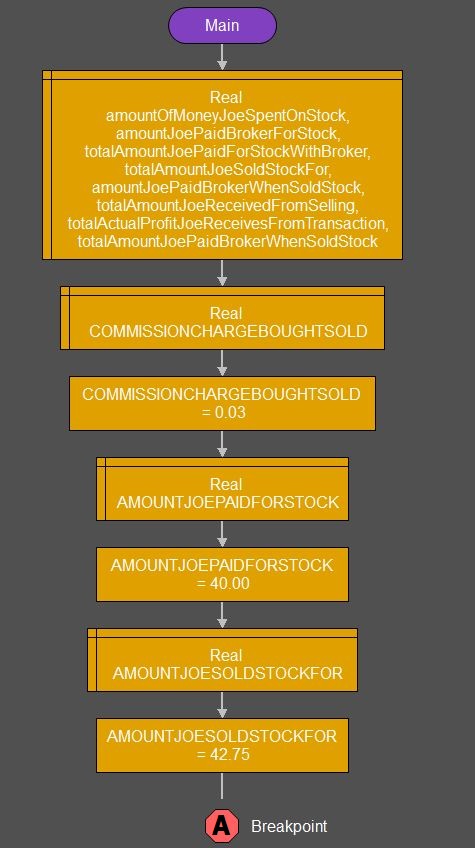 Main
Real
amountOfMoneyJoeSpentOnStock,
amountJoePaidBrokerForStock,
totalAmountJoePaidForStockWithBroker,
totalAmountJoeSoldStockFor,
amountJoePaidBrokerWhenSoldStock,
totalAmountJoeReceivedFromSelling,
totalActualProfitJoeReceivesFromTransaction,
totalAmountJoePaidBrokerWhenSoldStock
Real
COMMISSIONCHARGEBOUGHTSOLD
COMMISSIONCHARGEBOUGHTSOLD
= 0.03
Real
AMOUNTJOEPAIDFORSTOCK
AMOUNTJOEPAIDFORSTOCK
= 40.00
Real
AMOUNTJOESOLDSTOCKFOR
AMOUNTJOESOLDSTOCKFOR
= 42.75
A Breakpoint